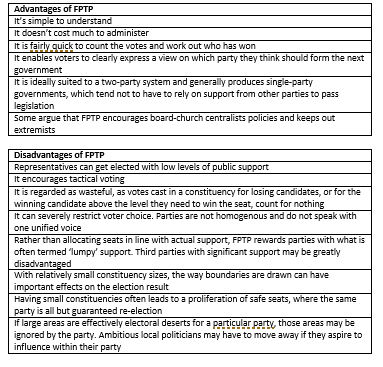 Advantages of FPTP
It's simple to understand
It doesn't cost much to administer
It is fairly quick to count the votes and work out who has won
It enables voters to clearly express a view on which party they think should form the next
government
It is ideally suited to a two-party system and generally produces single-party
governments, which tend not to have to rely on support from other parties to pass
legislation
Some argue that FPTP encourages board-church centralists policies and keeps out
extremists
Disadvantages of FPTP
Representatives can get elected with low levels of public support
It encourages tactical voting
It is regarded as wasteful, as votes cast in a constituency for losing candidates, or for the
winning candidate above the level they need to win the seat, count for nothing
It can severely restrict voter choice. Parties are not homogenous and do not speak with
one unified voice
Rather than allocating seats in line with actual support, FPTP rewards parties with what is
often termed 'lumpy' support. Third parties with significant support may be greatly
disadvantaged
With relatively small constituency sizes, the way boundaries are drawn can have
important effects on the election result
Having small constituencies often leads to a proliferation of safe seats, where the same
party is all but guaranteed re-election
If large areas are effectively electoral deserts for a particular party, those areas may be
ignored by the party. Ambitious local politicians may have to move away if they aspire to
influence within their party